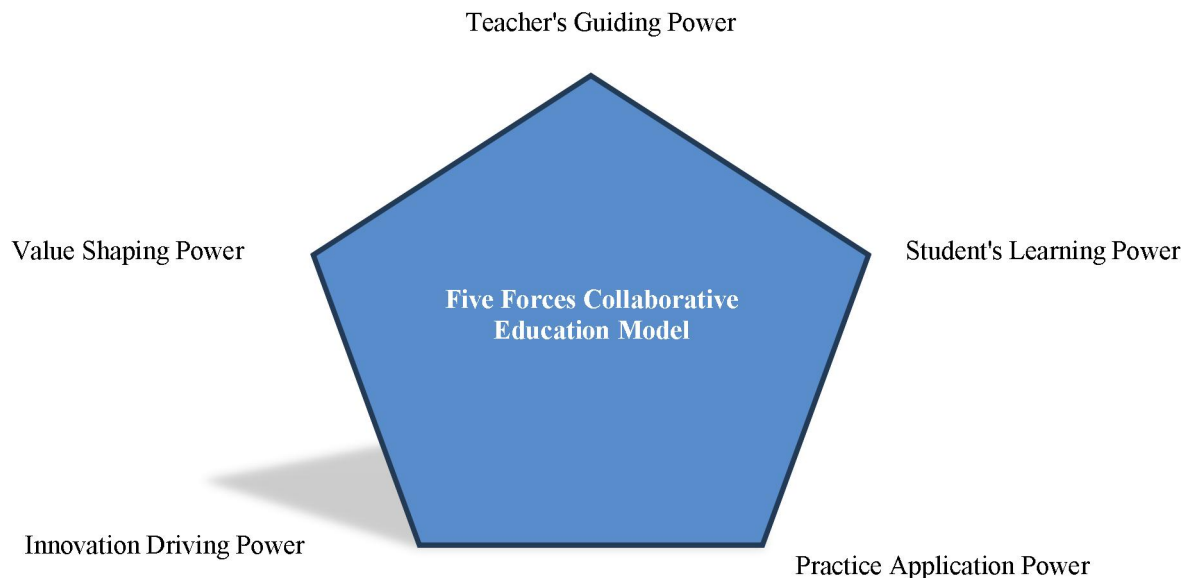 Teacher's Guiding Power
Value Shaping Power
Student's Learning Power
Five Forces Collaborative
Education Model
Innovation Driving Power
Practice Application Power